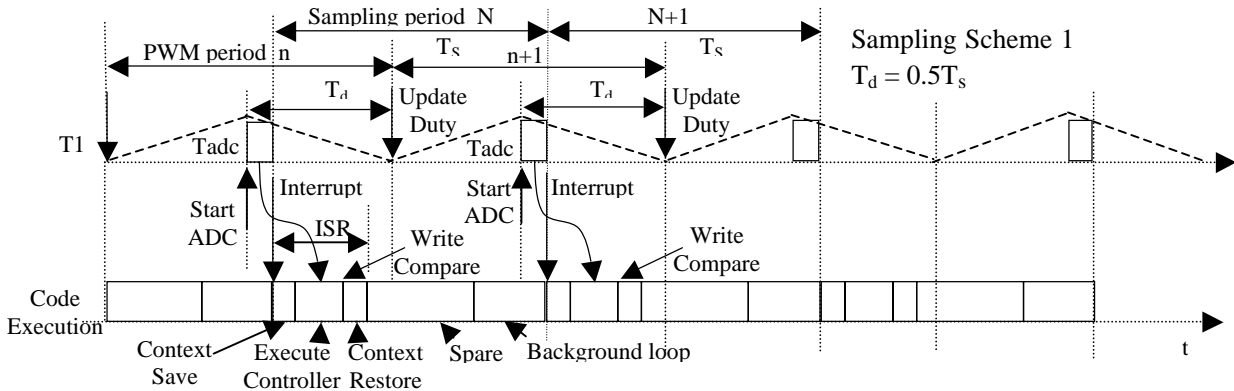 Sampling period N
N+1
Ts
Ts
Sampling Scheme 1
Td = 0.5Ts
PWM period n
n+1
Td
Update
Duty
Td
Update
Duty
T1
Tadc
Tadc
Start
ADC
Interrupt
Start
ADC
Interrupt
ISR
Write
Compare
Write
Compare
Code
Execution
Context
Save
Execute
Controller
Context
Restore
Spare
Background loop
t